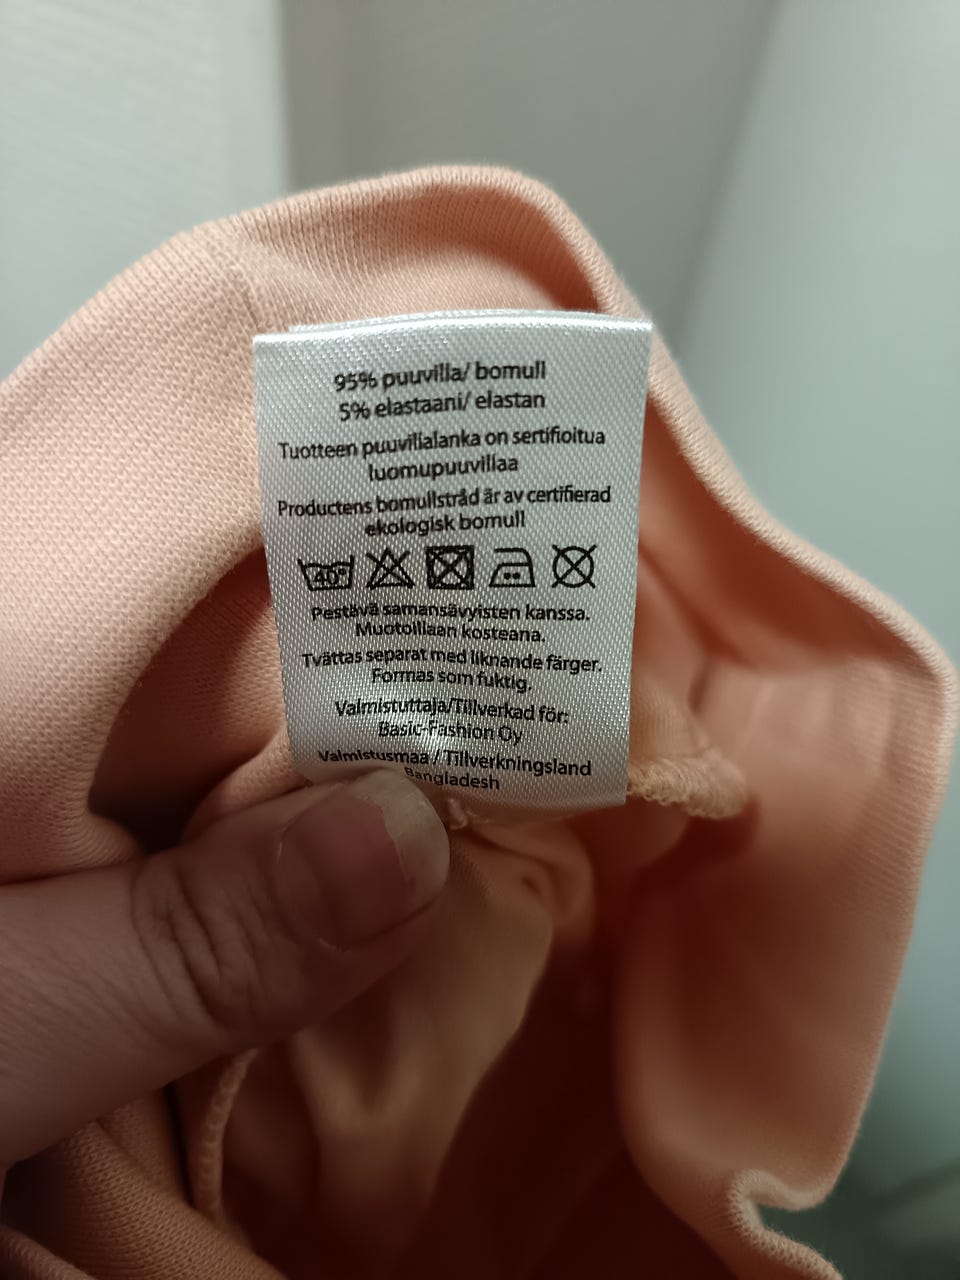 95% puuvilla/ bomull
5% elastaani/ elastan
Tuotteen puuvillalanka on sertifioitua
luomupuuvillaa
Productens bomullstråd är av certifierad
ekologisk bomull
40°
Pestävä samansävyisten kanssa.
Muotoillaan kosteana.
Tvättas separat med liknande färger.
Formas som fuktig.
Valmistuttaja/Tillverkad för:
Basic-Fashion Oy
Valmistusmaa / Tillverkningsland
Bangladesh